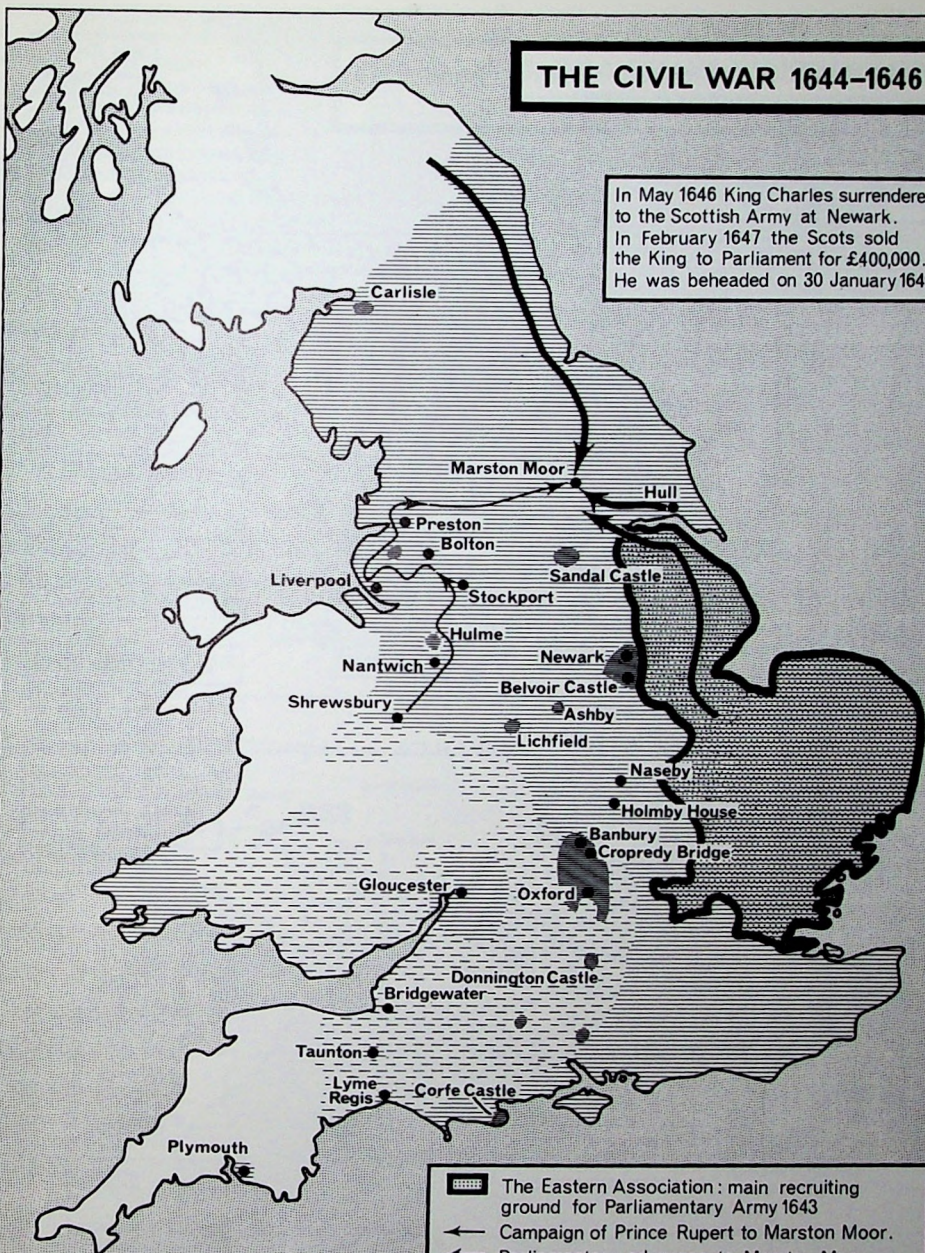 THE CIVIL WAR 1644–1646
In May 1646 King Charles surrendere
to the Scottish Army at Newark.
In February 1647 the Scots sold
the King to Parliament for £400,000.
He was beheaded on 30 January 164
Carlisle
Marston Moor
Hull
Preston
Bolton
Sandal Castle
Liverpool
Stockport
Hulme
Nantwich
Newark
Belvoir Castle
Shrewsbury
Ashby
Lichfield
Naseby
Holmby House
Banbury
Cropredy Bridge
Gloucester
Oxford
Donnington Castle
Bridgewater
Taunton
Lyme
Regis
Corfe Castle
Plymouth
The Eastern Association: main recruiting
ground for Parliamentary Army 1643
Campaign of Prince Rupert to Marston Moor.